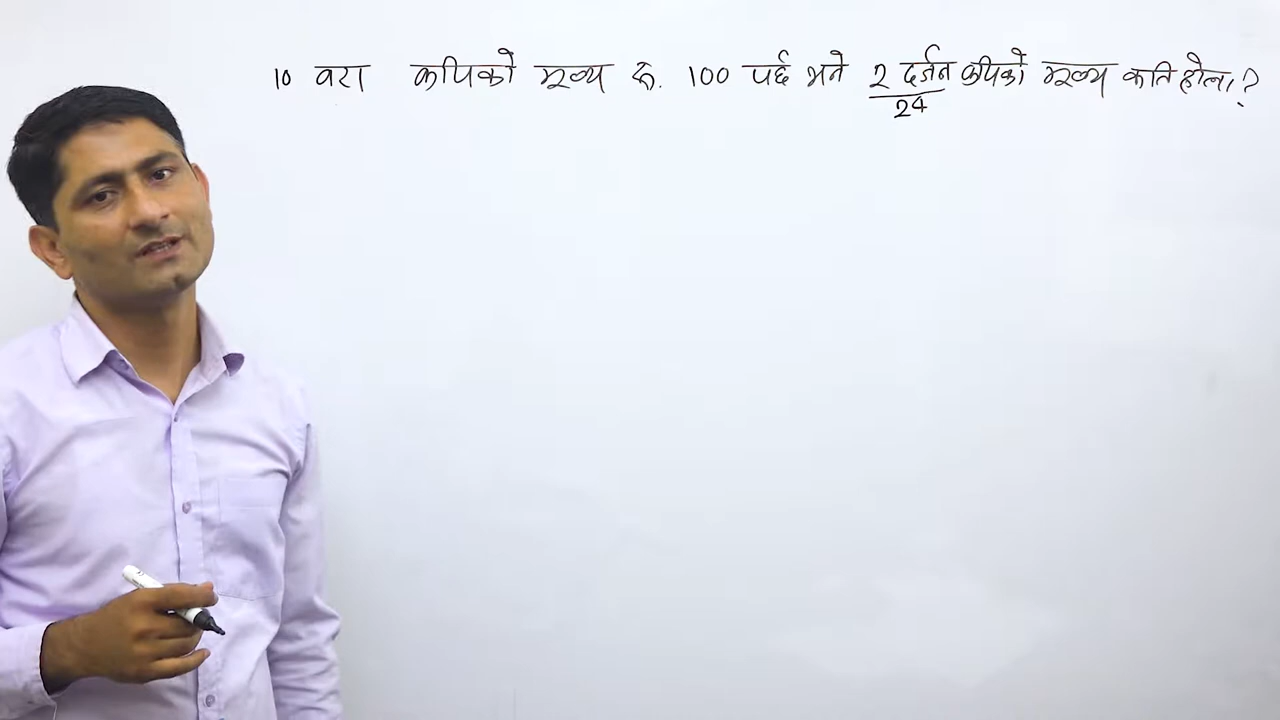 10 वटा कपिको मूल्य रु. 100 पर्छ भने 2 दर्जन कपिको मूल्य कति होला?
24